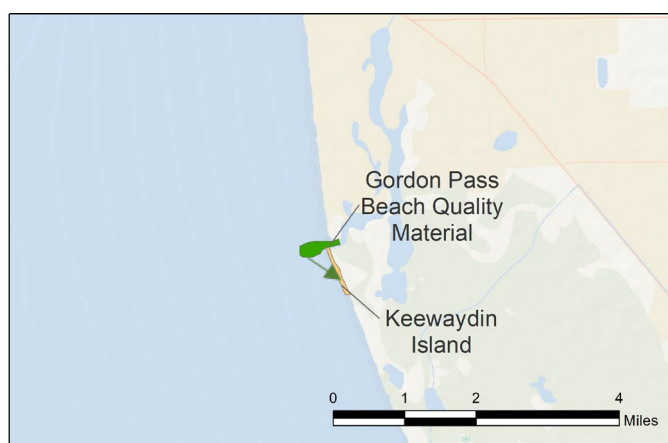 Gordon Pass
Beach Quality
Material
Keewaydin
Island
0 1 2 4
Miles